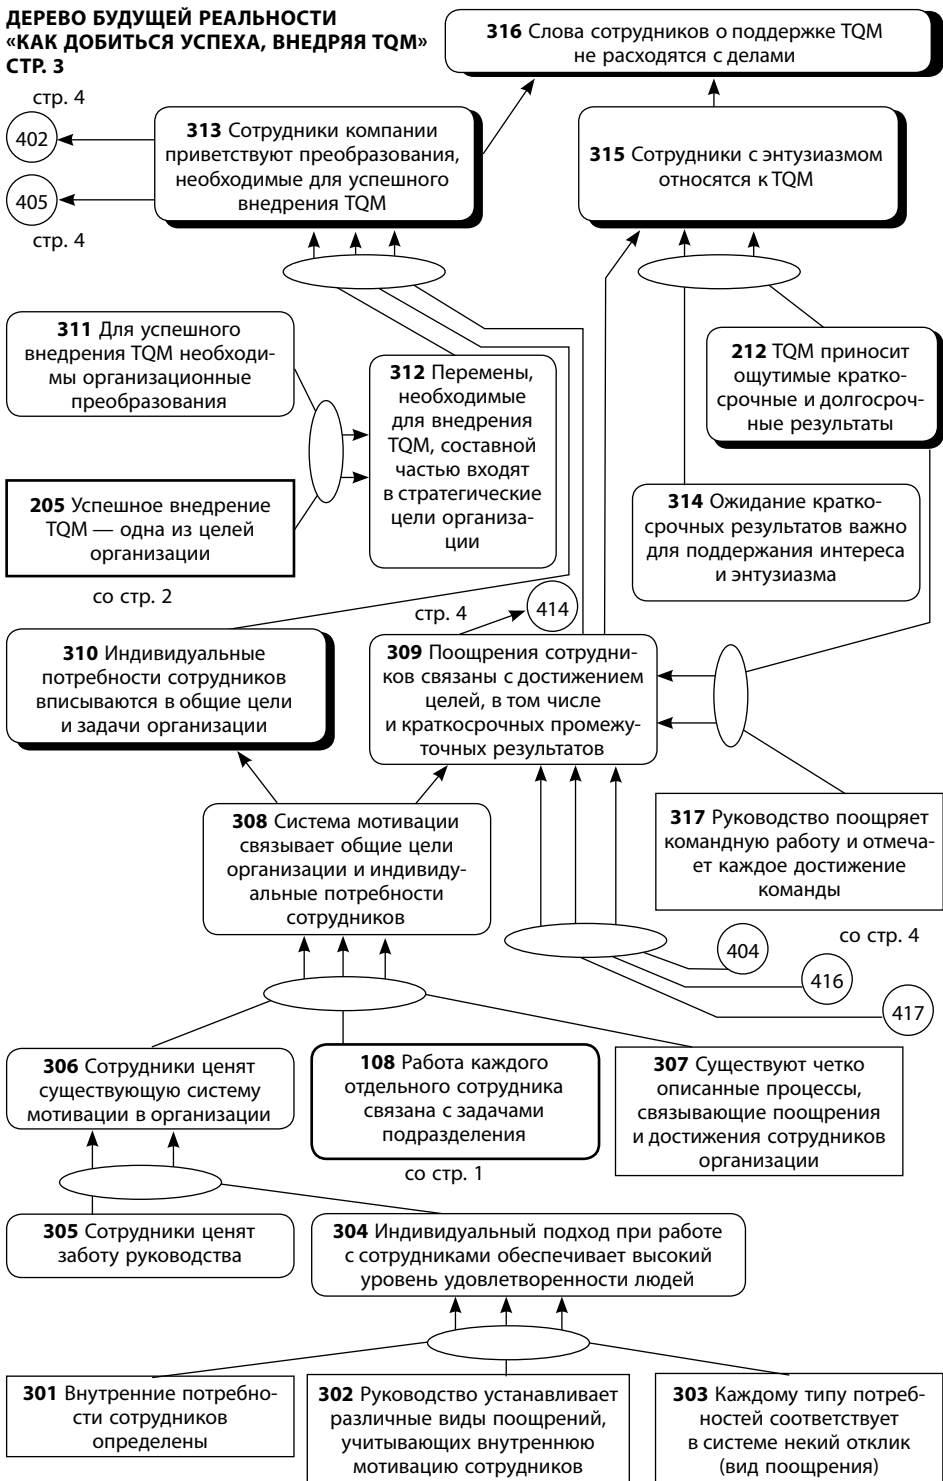 ДЕРЕВО БУДУЩЕЙ РЕАЛЬНОСТИ
«КАК ДОБИТЬСЯ УСПЕХА, ВНЕДРЯЯ TQM»
СТР. 3
316 Слова сотрудников о поддержке TQM
не расходятся с делами
стр. 4
402
405
стр. 4
313 Сотрудники компании
приветствуют преобразования,
необходимые для успешного
внедрения TQM
315 Сотрудники с энтузиазмом
относятся к TQM
311 Для успешного
внедрения TQM необходи-
мы организационные
преобразования
312 Перемены,
необходимые
для внедрения
TQM, составной
частью входят
в стратегические
цели организа-
ции
212 TQM приносит
ощутимые кратко-
срочные и долгосроч-
ные результаты
205 Успешное внедрение
TQM — одна из целей
организации
со стр. 2
314 Ожидание кратко-
срочных результатов важно
для поддержания интереса
и энтузиазма
стр. 4
414
310 Индивидуальные
потребности сотрудников
вписываются в общие цели
и задачи организации
309 Поощрения сотрудни-
ков связаны с достижением
целей, в том числе
и краткосрочных промежу-
точных результатов
308 Система мотивации
связывает общие цели
организации и индивиду-
альные потребности
сотрудников
317 Руководство поощряет
командную работу и отмеча-
ет каждое достижение
команды
со стр. 4
404
416
417
306 Сотрудники ценят
существующую систему
мотивации в организации
108 Работа каждого
отдельного сотрудника
связана с задачами
подразделения
со стр. 1
307 Существуют четко
описанные процессы,
связывающие поощрения
и достижения сотрудников
организации
305 Сотрудники ценят
заботу руководства
304 Индивидуальный подход при работе
с сотрудниками обеспечивает высокий
уровень удовлетворенности людей
301 Внутренние потребно-
сти сотрудников
определены
302 Руководство устанавливает
различные виды поощрений,
учитывающих внутреннюю
мотивацию сотрудников
303 Каждому типу потреб-
ностей соответствует
в системе некий отклик
(вид поощрения)